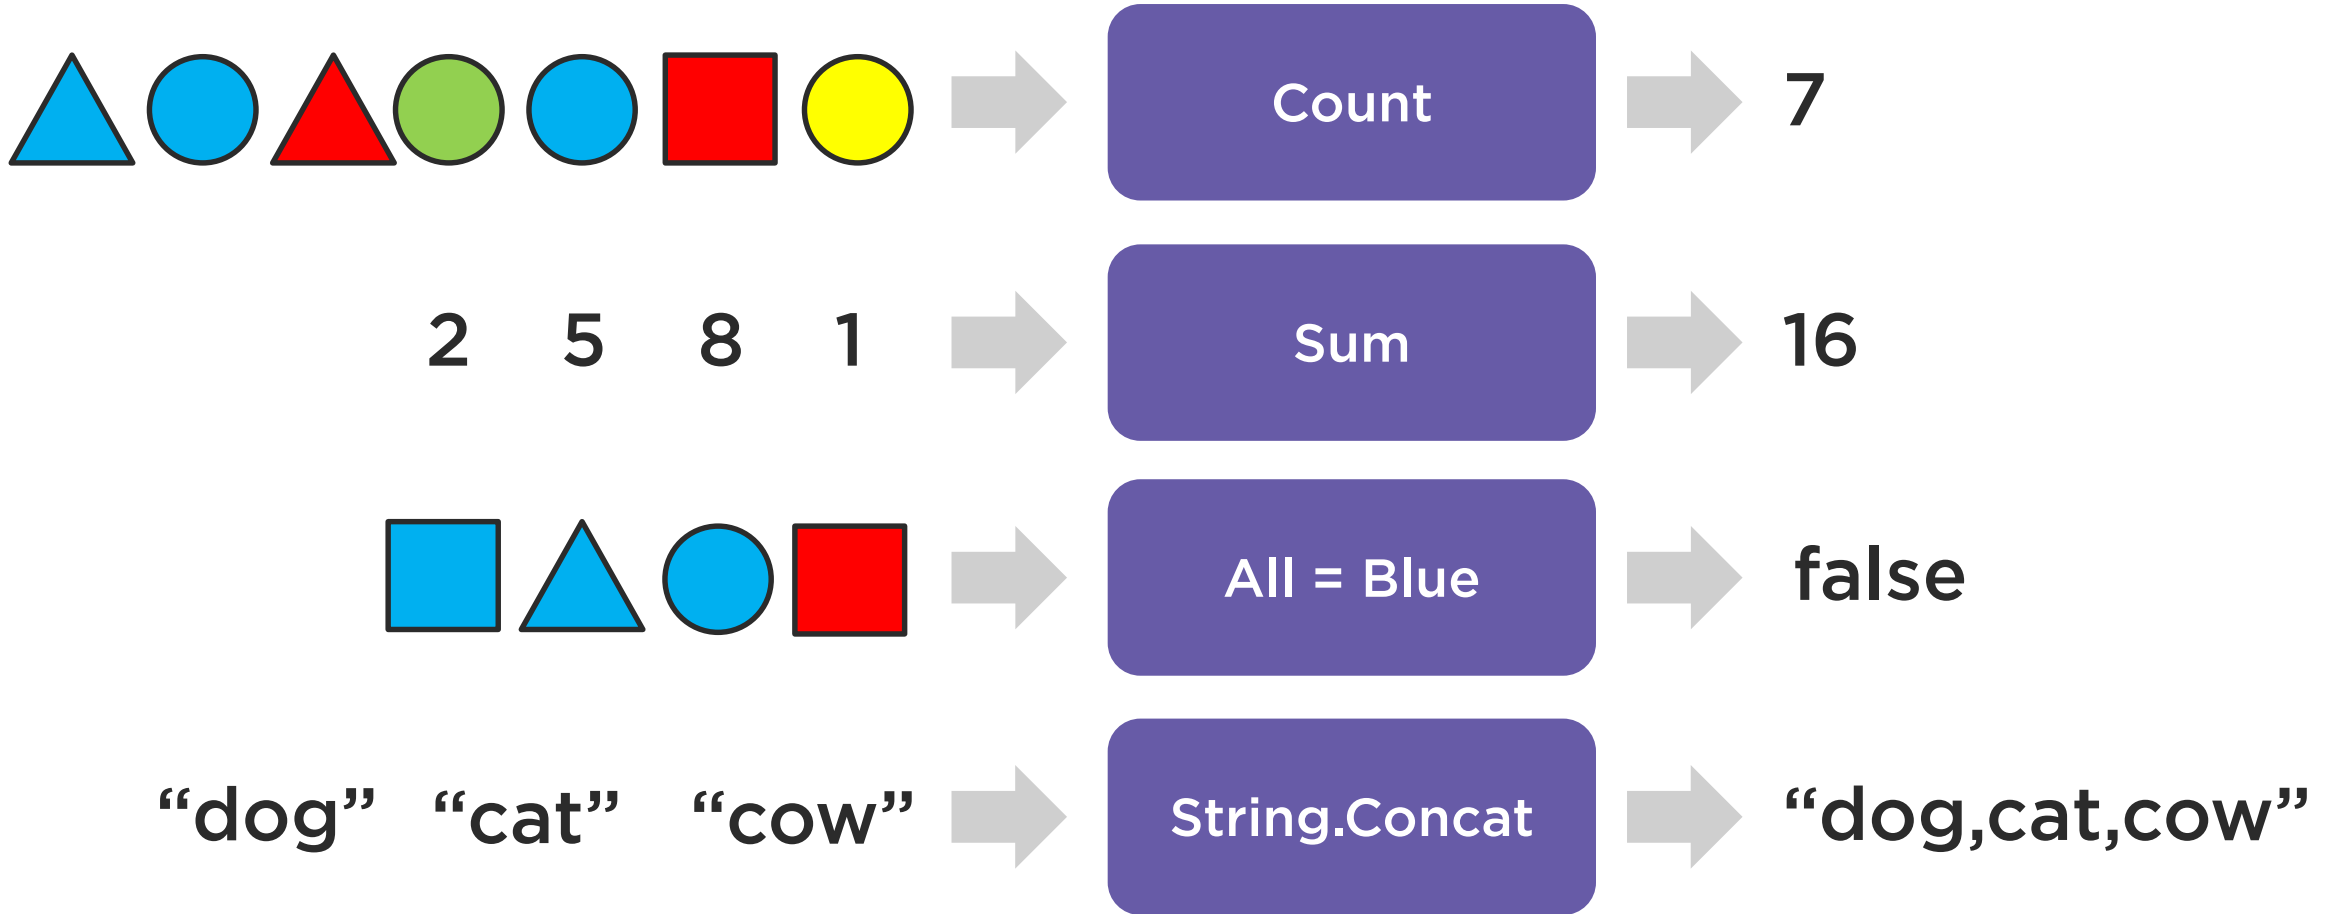 Count 7
2 5 8 1 Sum 16
All = Blue false
“dog” “cat” “cow” String.Concat “dog,cat,cow”